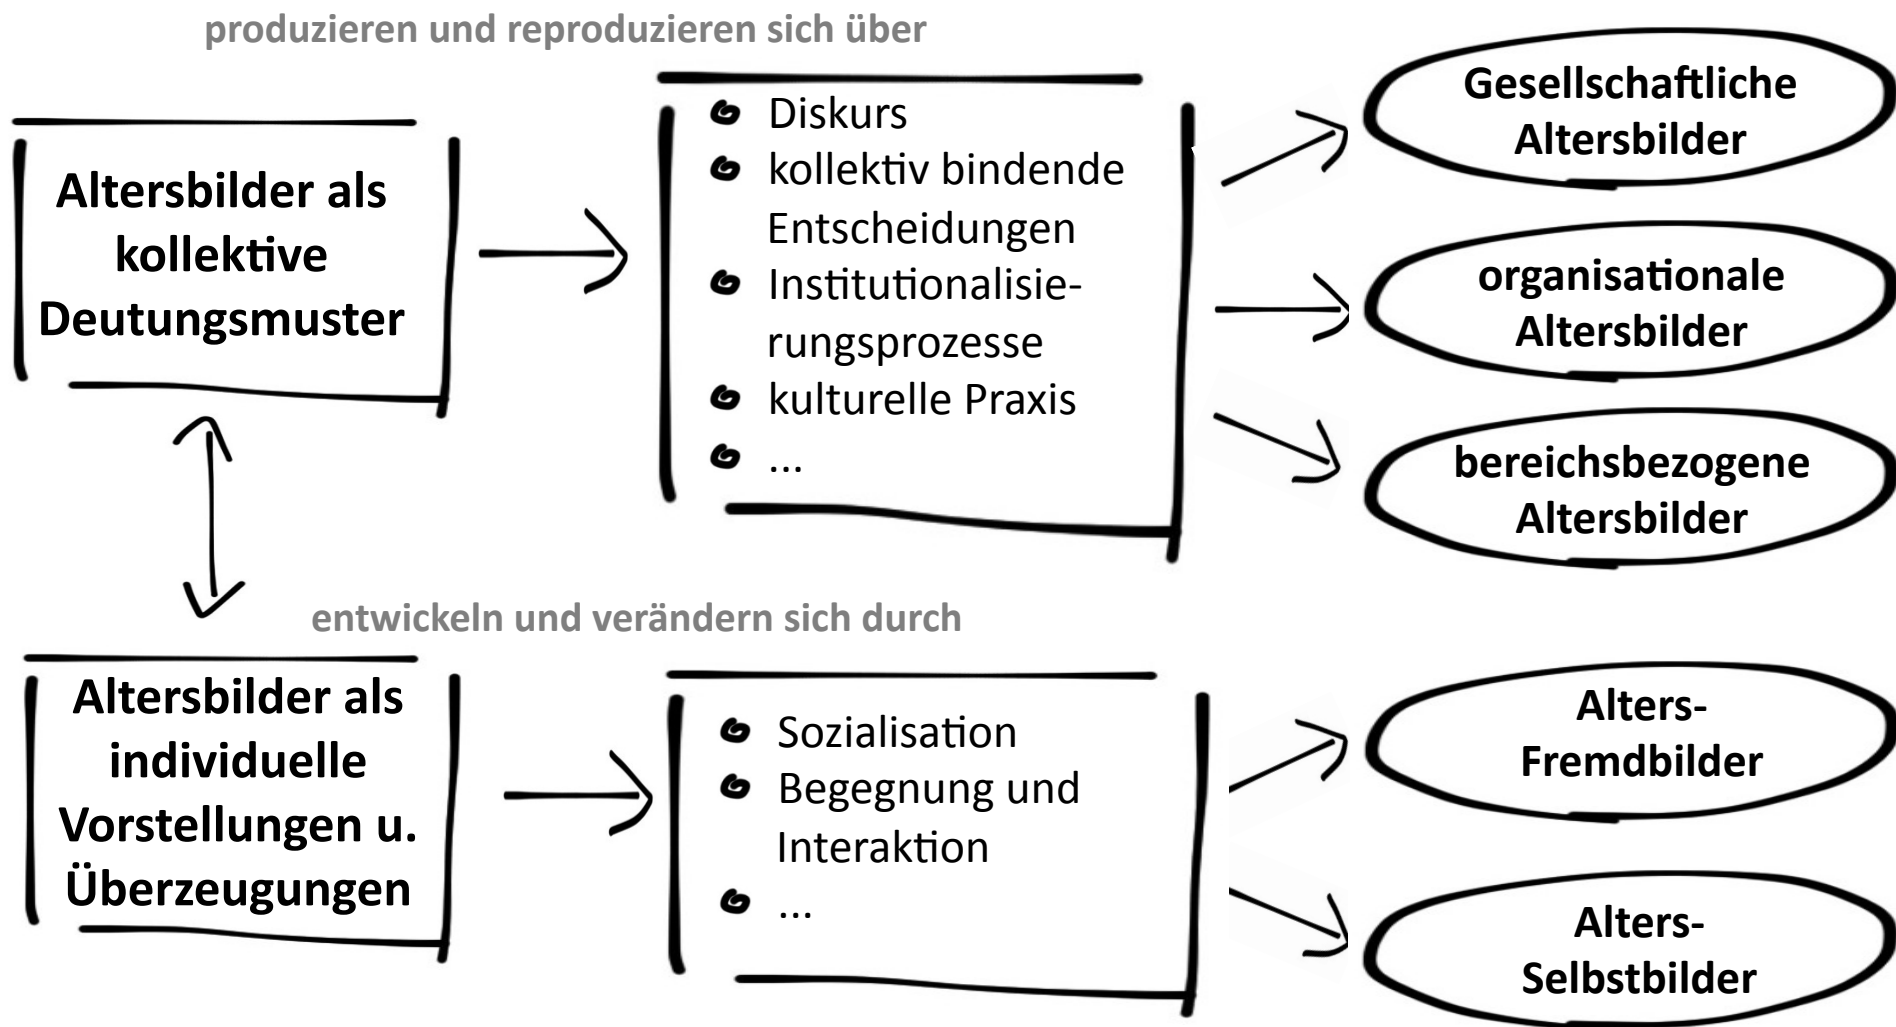 produzieren und reproduzieren sich über
Altersbilder als
kollektive
Deutungsmuster
Diskurs
kollektiv bindende
Entscheidungen
Institutionalisie-
rungsprozesse
kulturelle Praxis
...
Gesellschaftliche
Altersbilder
organisationale
Altersbilder
bereichsbezogene
Altersbilder
entwickeln und verändern sich durch
Altersbilder als
individuelle
Vorstellungen u.
Überzeugungen
Sozialisation
Begegnung und
Interaktion
...
Alters-
Fremdbilder
Alters-
Selbstbilder